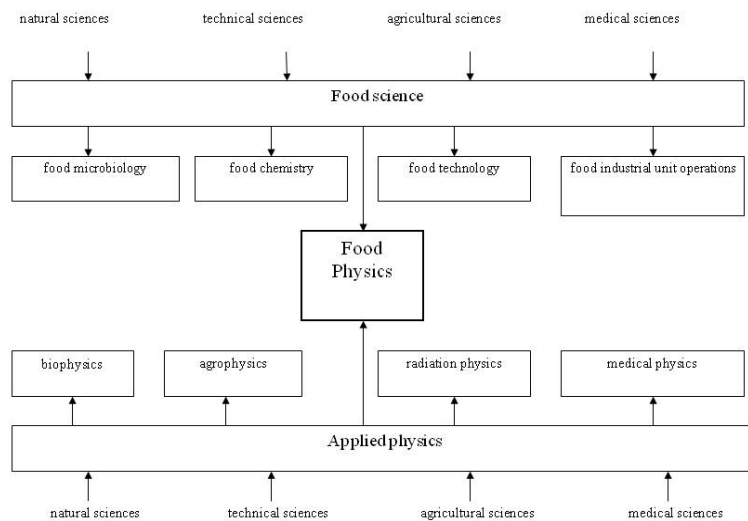 natural sciences technical sciences agricultural sciences medical sciences
Food science
food microbiology food chemistry food technology food industrial unit operations
Food
Physics
biophysics agrophysics radiation physics medical physics
Applied physics
natural sciences technical sciences agricultural sciences medical sciences